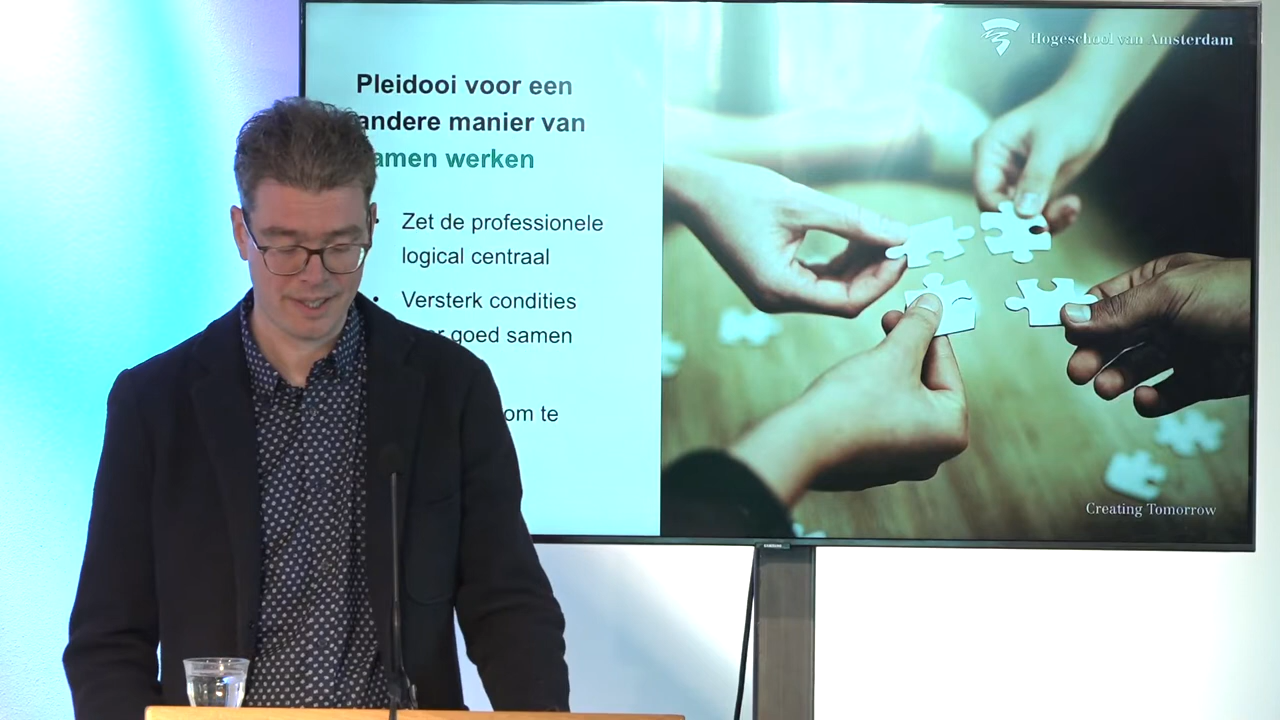 Hogeschool van Amsterdam
Pleidooi voor een
andere manier van
amen werken
• Zet de professionele
logical centraal
• Versterk condities
goed samen
om te
Creating Tomorrow
SAMSUNG